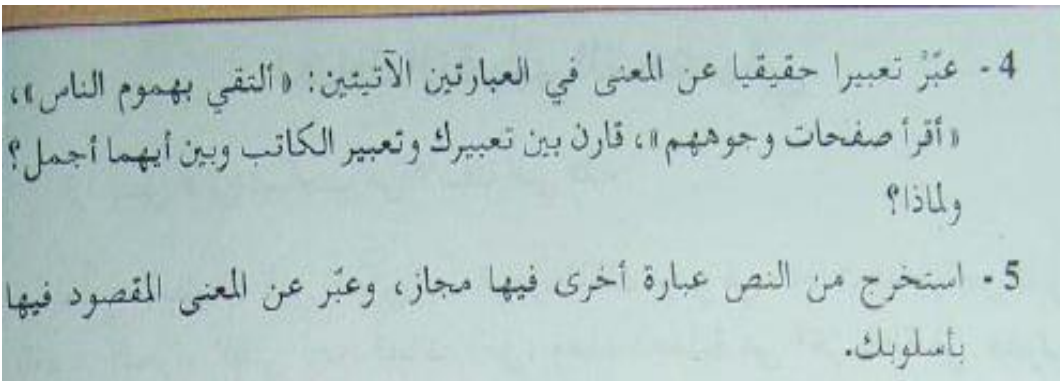 4 - عبّرْ تعبيرا حقيقيا عن المعنى في العبارتين الآتيتين: «ألتقي بهموم الناس»،
«أقرأ صفحات وجوههم»، قارن بين تعبيرك وتعبير الكاتب وبين أيهما أجمل؟
ولماذا؟
5 - استخرج من النص عبارة أخرى فيها مجاز، وعبّر عن المعنى المقصود فيها
بأسلوبك.